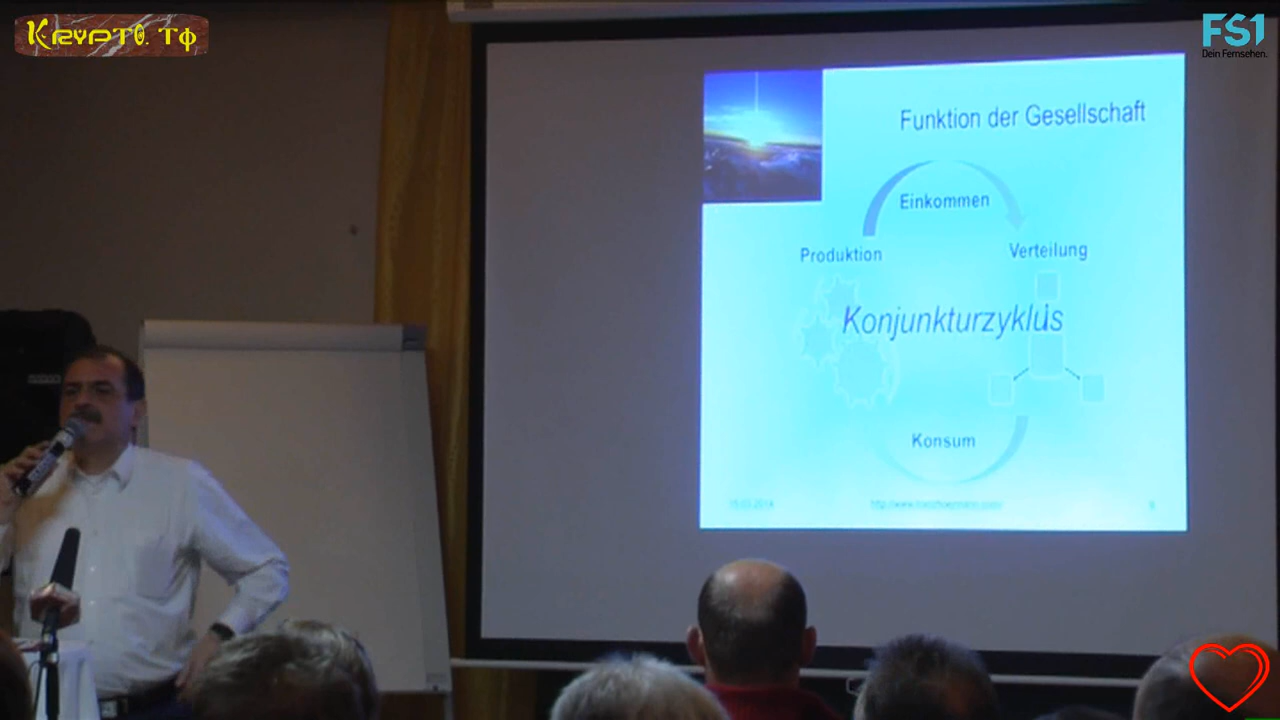 Krypto.TV
FS1
Dein Fernsehen.
Funktion der Gesellschaft
Einkommen
Produktion
Verteilung
Konjunkturzyklus
Konsum